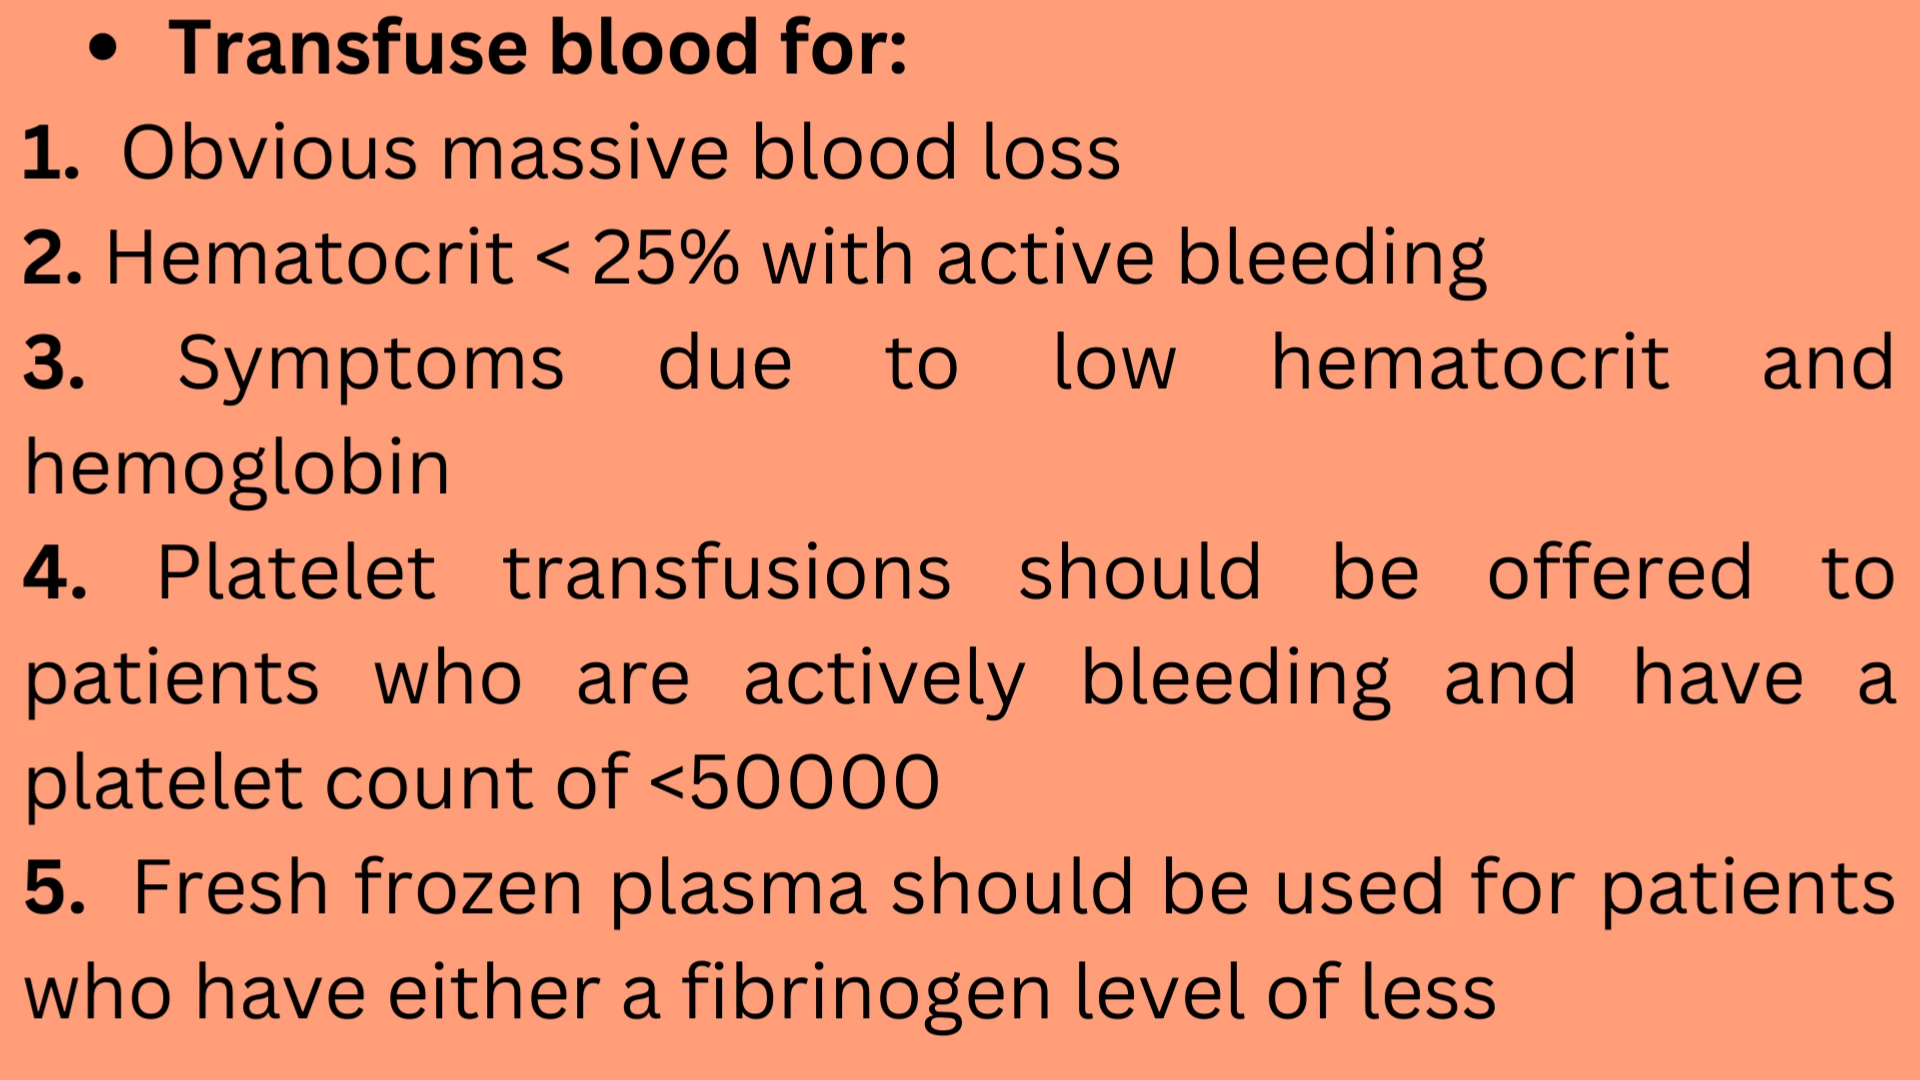 • Transfuse blood for:
1. Obvious massive blood loss
2. Hematocrit < 25% with active bleeding
3. Symptoms due to low hematocrit and
hemoglobin
4. Platelet transfusions should be offered to
patients who are actively bleeding and have a
platelet count of <50000
5. Fresh frozen plasma should be used for patients
who have either a fibrinogen level of less